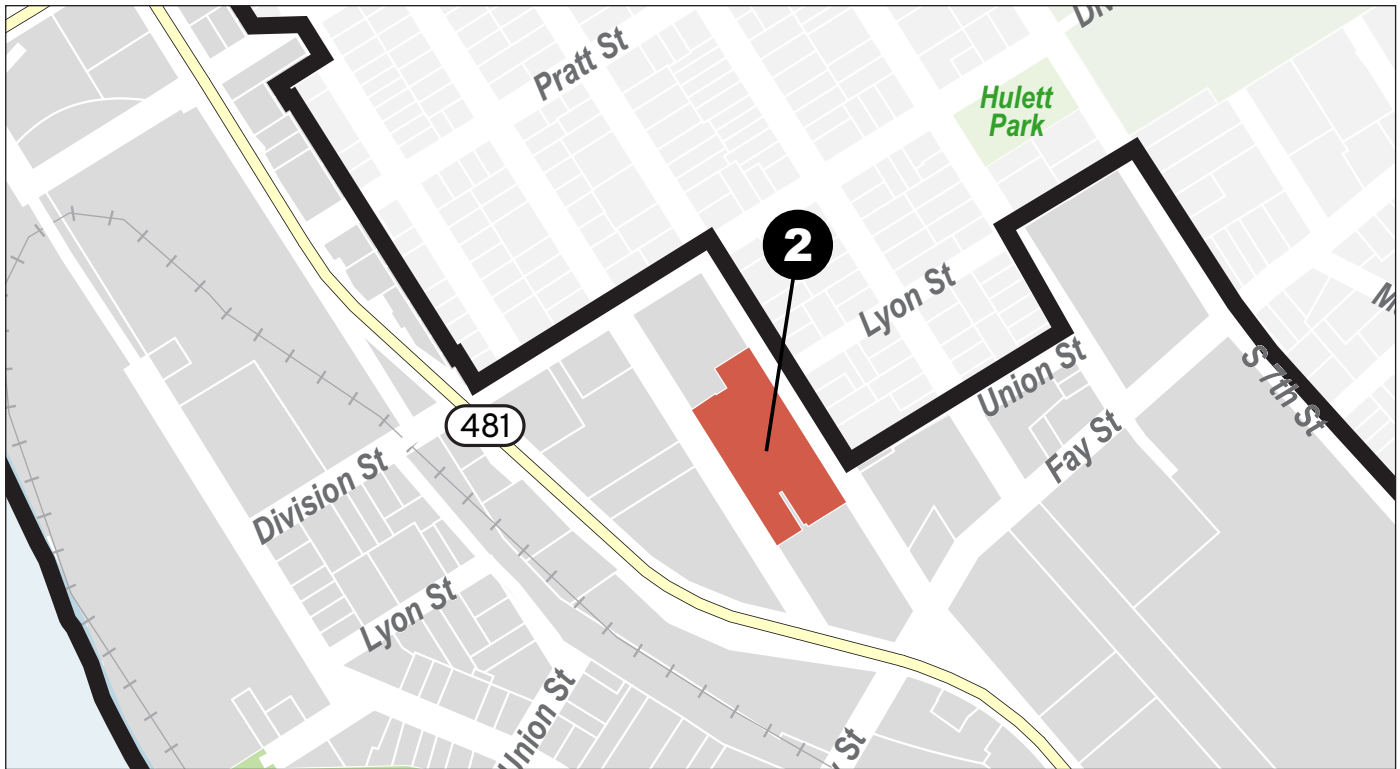 Pratt St
Hulett
Park
2
Lyon St
Union St
S 7th St
Fay St
481
Division St
Lyon St
Union St
St